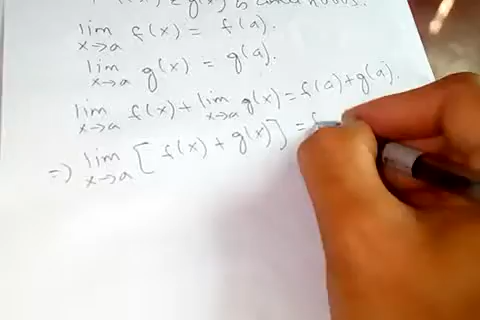 lim x→a f(x) = f(a).
lim x→a g(x) = g(a).
lim x→a f(x) + lim x→a g(x) = f(a) + g(a).
⇒ lim x→a [f(x) + g(x)] =